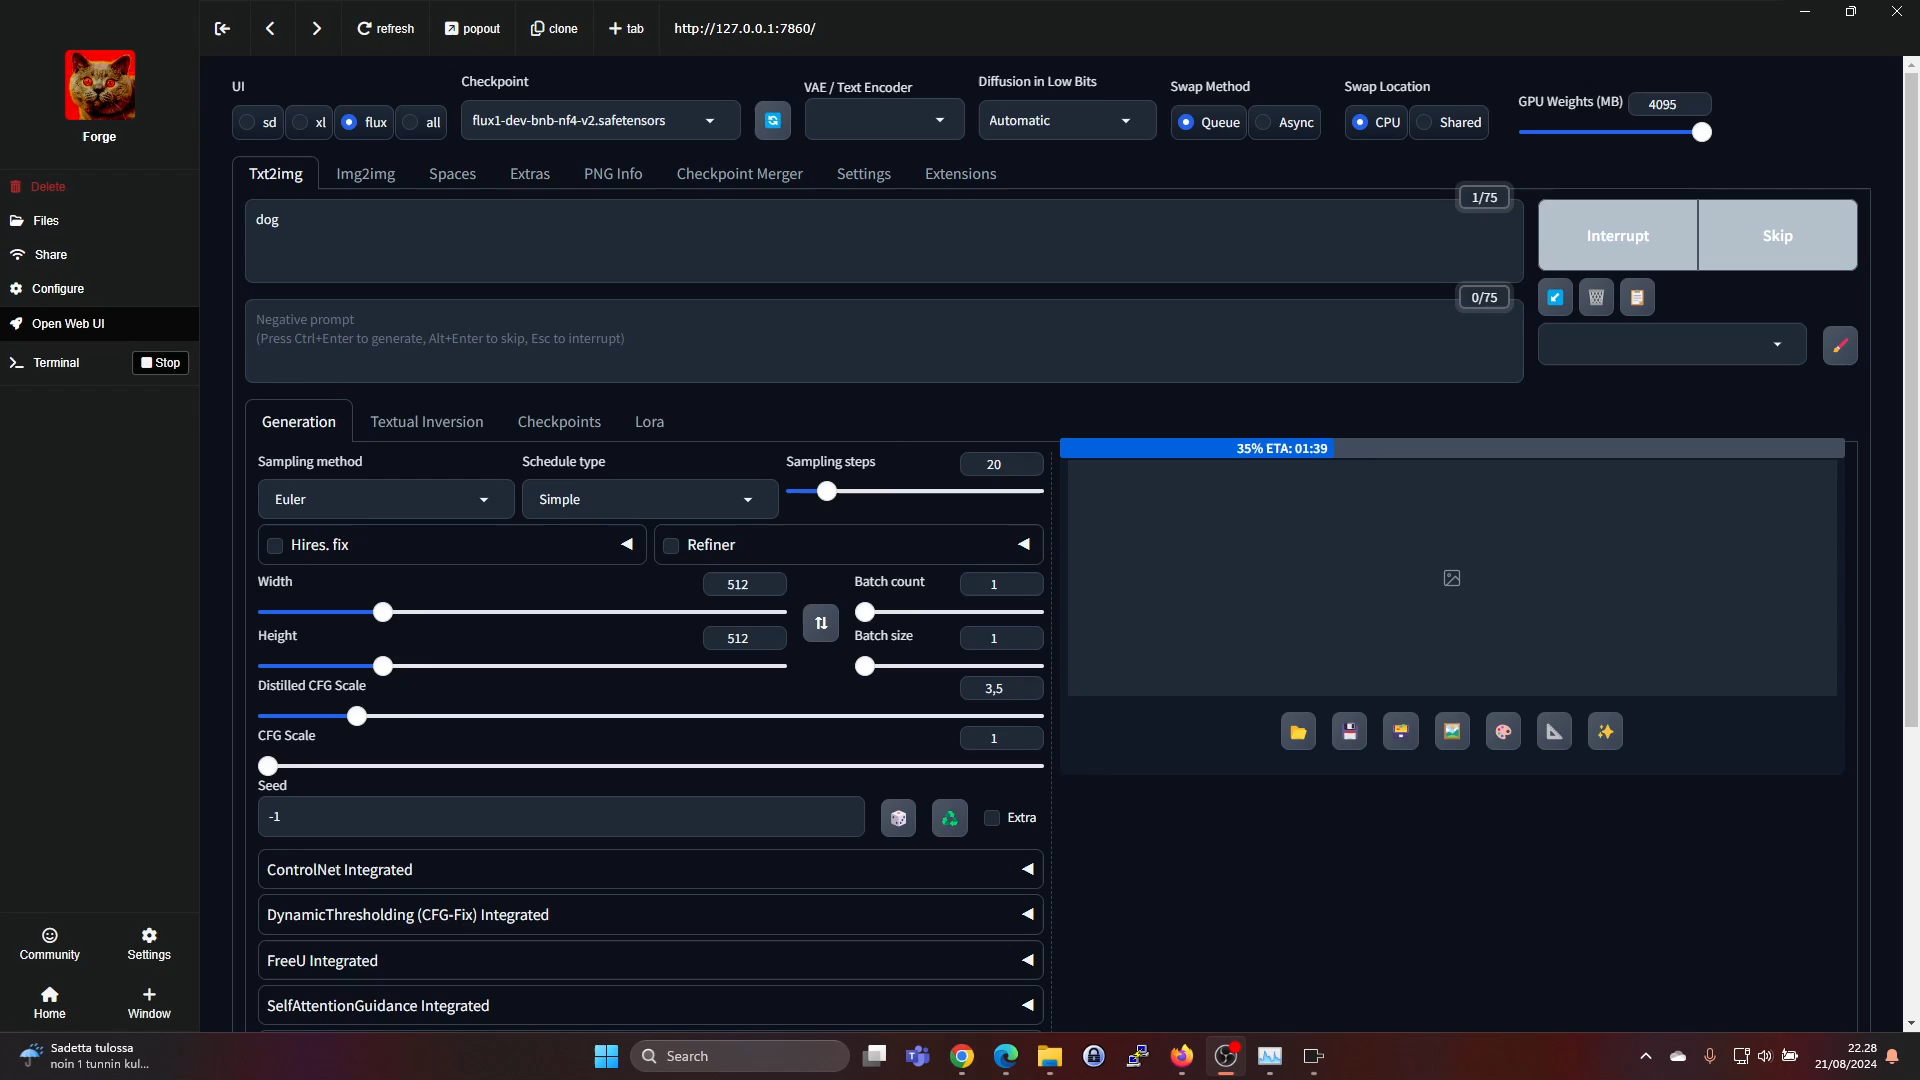 refresh
popout
clone
tab
http://127.0.0.1:7860/
Forge
Delete
Files
Share
Configure
Open Web UI
Terminal
Stop
Community
Settings
Home
Window
UI
sd
xl
flux
all
Checkpoint
flux1-dev-bnb-nf4-v2.safetensors
VAE / Text Encoder
Diffusion in Low Bits
Automatic
Swap Method
Queue
Async
Swap Location
CPU
Shared
GPU Weights (MB)
4095
Txt2img
Img2img
Spaces
Extras
PNG Info
Checkpoint Merger
Settings
Extensions
1/75
dog
Interrupt
Skip
0/75
Negative prompt
(Press Ctrl+Enter to generate, Alt+Enter to skip, Esc to interrupt)
Generation
Textual Inversion
Checkpoints
Lora
35% ETA: 01:39
Sampling method
Euler
Schedule type
Simple
Sampling steps
20
Hires. fix
Refiner
Width
512
Batch count
1
Height
512
Batch size
1
Distilled CFG Scale
3,5
CFG Scale
1
Seed
-1
Extra
ControlNet Integrated
DynamicThresholding (CFG-Fix) Integrated
FreeU Integrated
SelfAttentionGuidance Integrated
Sadetta tulossa
noin 1 tunnin kul...
Search
22.28
21/08/2024